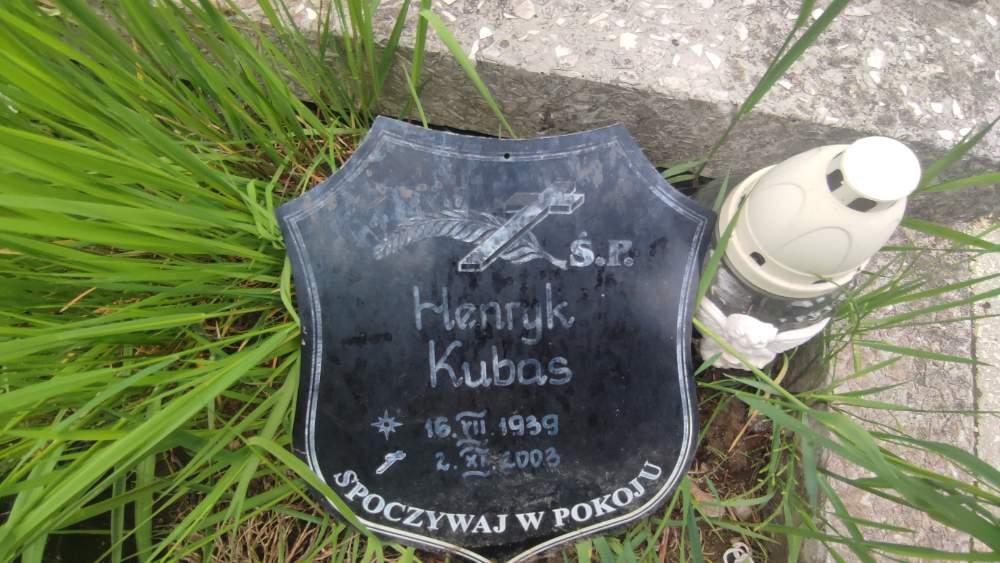 Ś.P.
Henryk
Kubas
16.VII.1939
2.XI.2003
SPOCZYWAJ W POKOJU